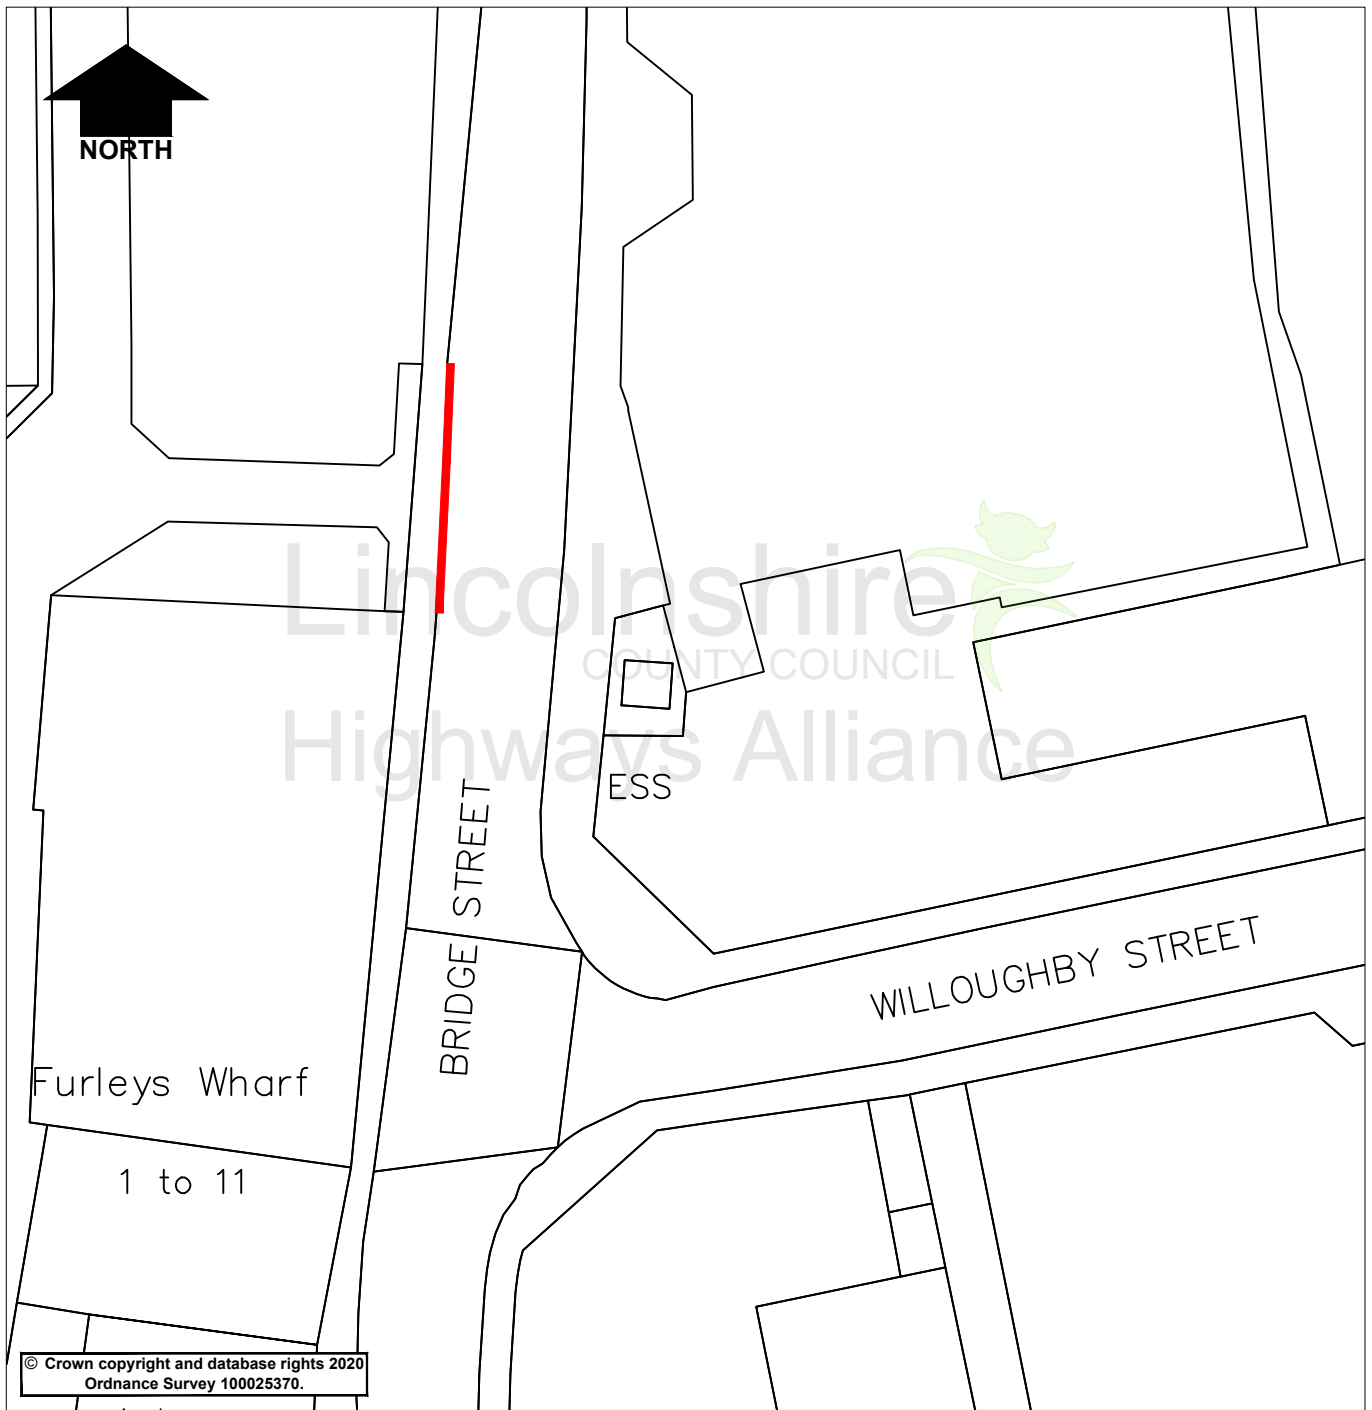 NORTH
Lincolnshire
COUNTY COUNCIL
Highways Alliance
ESS
BRIDGE STREET
WILLOUGHBY STREET
Furleys Wharf
1 to 11
© Crown copyright and database rights 2020
Ordnance Survey 100025370.